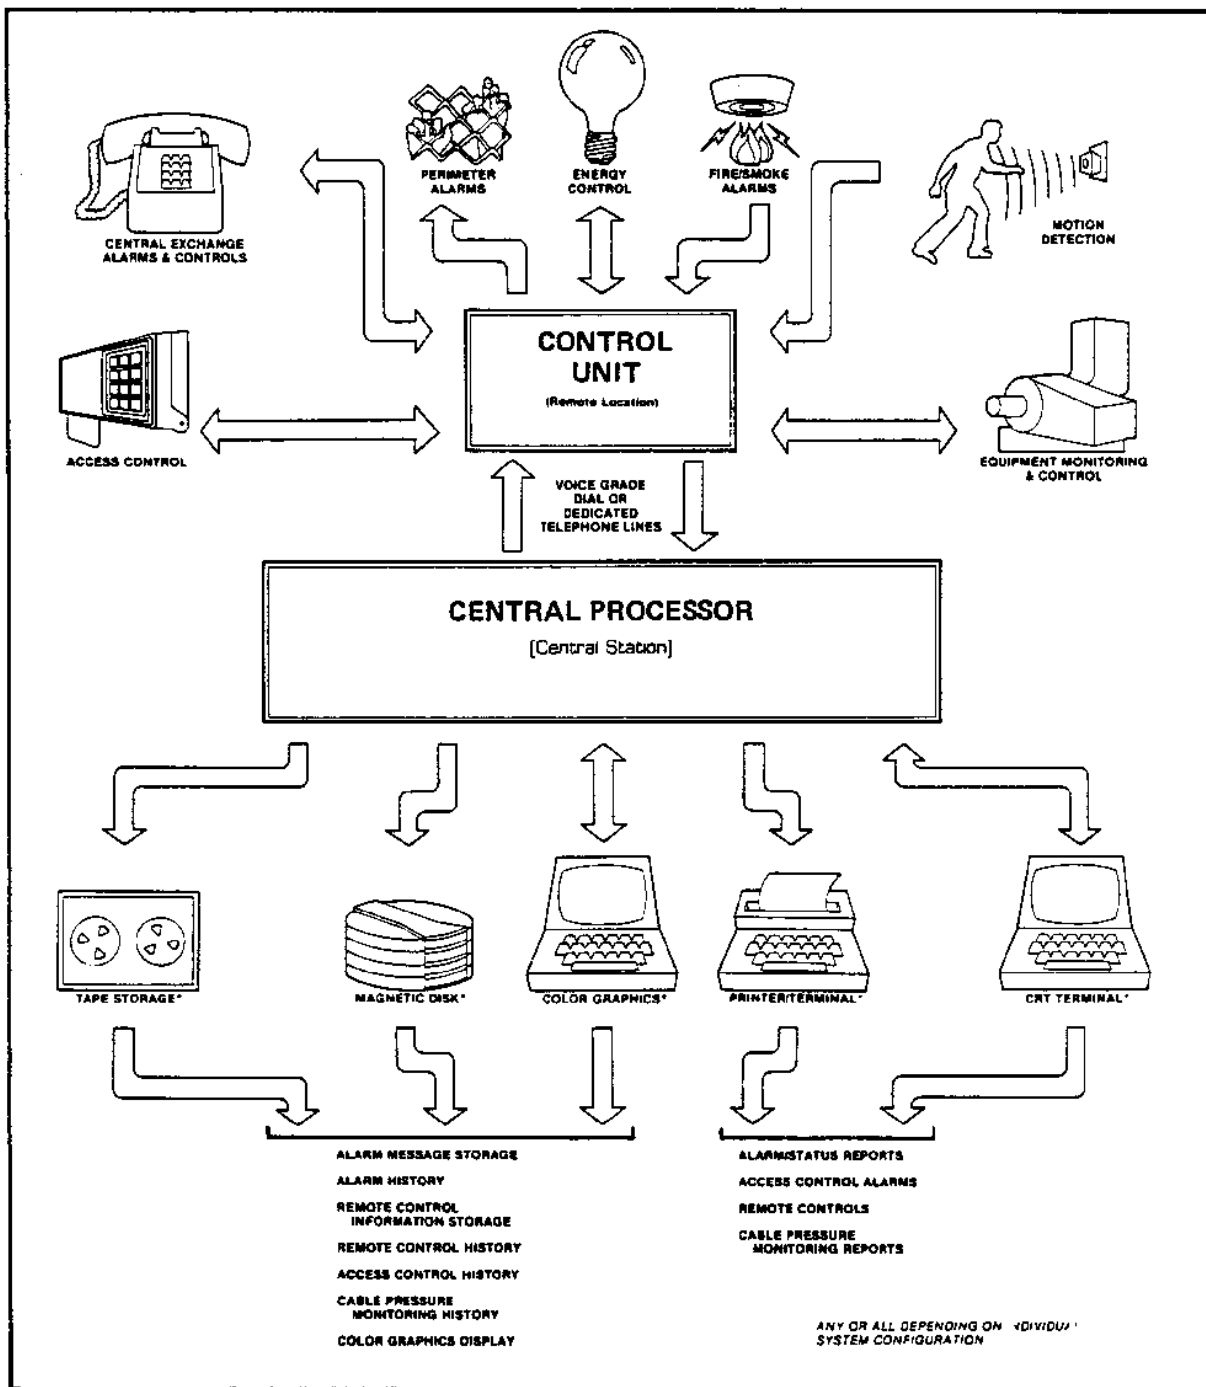 PERIMETER
ALARMS
ENERGY
CONTROL
FIRE/SMOKE
ALARMS
CENTRAL EXCHANGE
ALARMS & CONTROLS
MOTION
DETECTION
CONTROL
UNIT
(Remote Location)
ACCESS CONTROL
EQUIPMENT MONITORING
& CONTROL
VOICE GRADE
DIAL OR
DEDICATED
TELEPHONE LINES
CENTRAL PROCESSOR
[Central Station]
TAPE STORAGE*
MAGNETIC DISK*
COLOR GRAPHICS*
PRINTER/TERMINAL*
CRT TERMINAL*
ALARM MESSAGE STORAGE
ALARM HISTORY
REMOTE CONTROL
INFORMATION STORAGE
REMOTE CONTROL HISTORY
ACCESS CONTROL HISTORY
CABLE PRESSURE
MONITORING HISTORY
COLOR GRAPHICS DISPLAY
ALARM/STATUS REPORTS
ACCESS CONTROL ALARMS
REMOTE CONTROLS
CABLE PRESSURE
MONITORING REPORTS
ANY OR ALL DEPENDING ON
SYSTEM CONFIGURATION